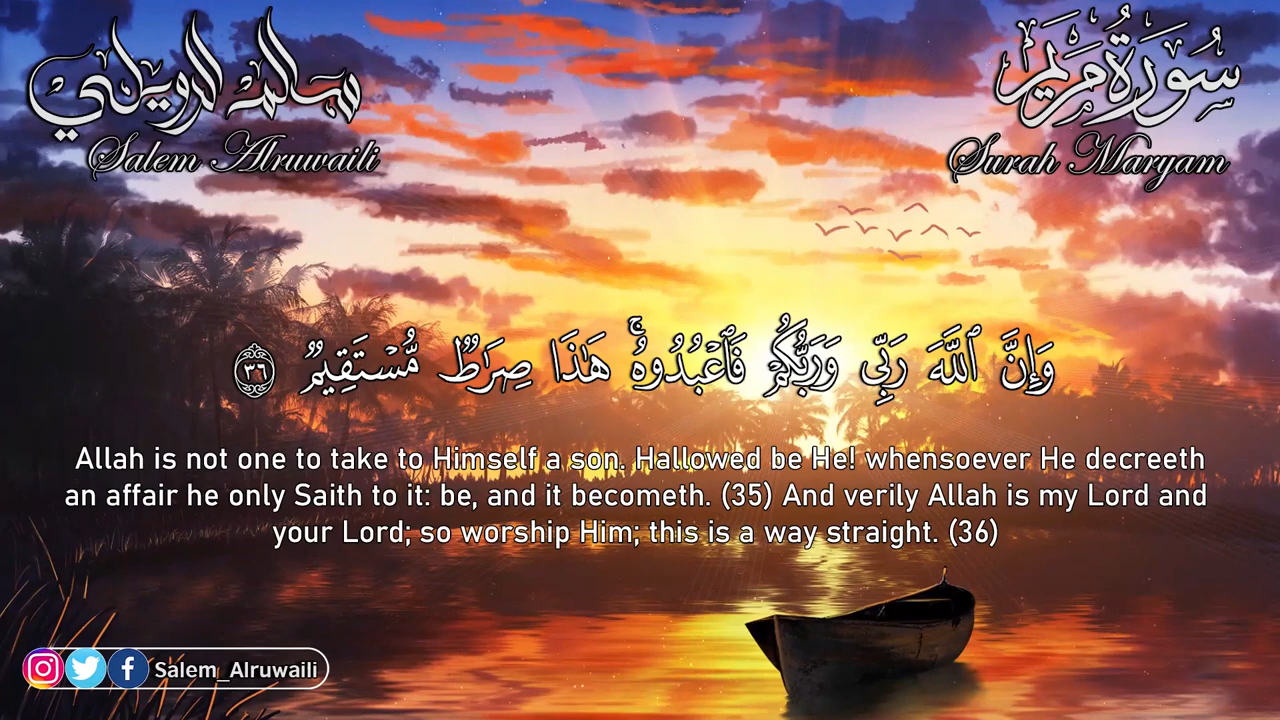 سالم الرويلي
Salem Alruwaili
سُورَةُ مَرْيَم
Surah Maryam
وَإِنَّ ٱللَّهَ رَبِّى وَرَبُّكُمْ فَٱعْبُدُوهُ ۚ هَٰذَا صِرَٰطٌ مُّسْتَقِيمٌ ٣٦
Allah is not one to take to Himself a son. Hallowed be He! whensoever He decreeth
an affair he only Saith to it: be, and it becometh. (35) And verily Allah is my Lord and
your Lord; so worship Him; this is a way straight. (36)
Salem_Alruwaili